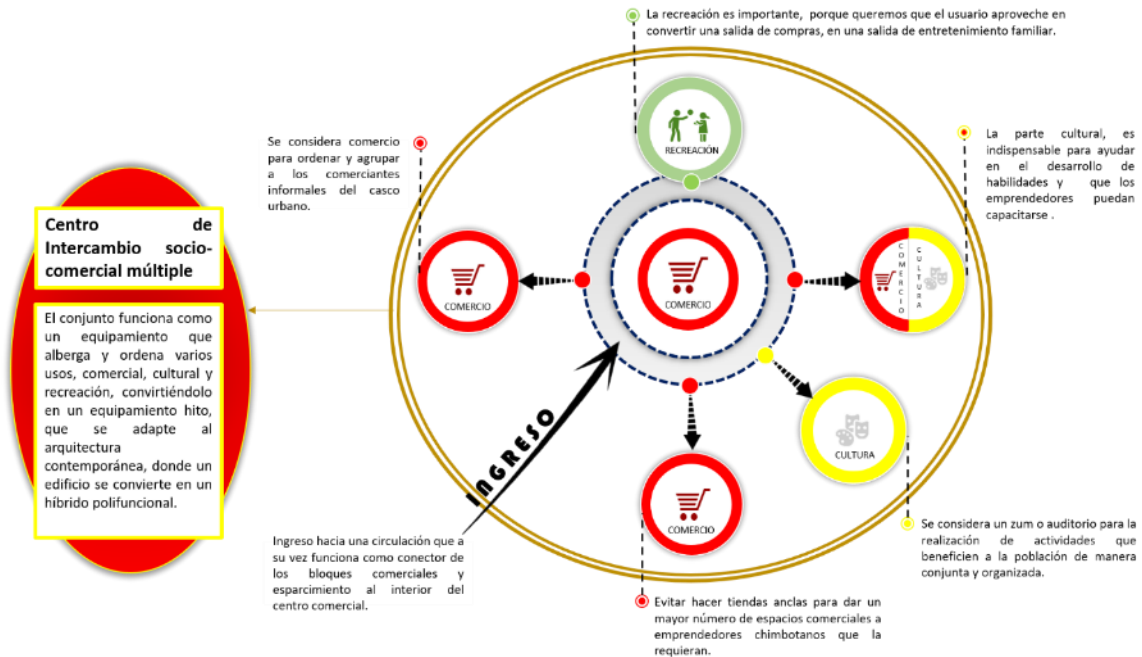 La recreación es importante, porque queremos que el usuario aproveche en
convertir una salida de compras, en una salida de entretenimiento familiar.
RECREACIÓN
Se considera comercio
para ordenar y agrupar
a los comerciantes
informales del casco
urbano.
La parte cultural, es
indispensable para ayudar
en el desarrollo de
habilidades y que los
emprendedores puedan
capacitarse .
Centro de
Intercambio socio-
comercial múltiple
El conjunto funciona como
un equipamiento que
alberga y ordena varios
usos, comercial, cultural y
recreación, convirtiéndolo
en un equipamiento hito,
que se adapte al
arquitectura
contemporánea, donde un
edificio se convierte en un
híbrido polifuncional.
COMERCIO
COMERCIO
COMERCIO
CULTURA
INGRESO
CULTURA
COMERCIO
Ingreso hacia una circulación que a
su vez funciona como conector de
los bloques comerciales y
esparcimiento al interior del
centro comercial.
Se considera un zum o auditorio para la
realización de actividades que
beneficien a la población de manera
conjunta y organizada.
Evitar hacer tiendas anclas para dar un
mayor número de espacios comerciales a
emprendedores chimbotanos que la
requieran.